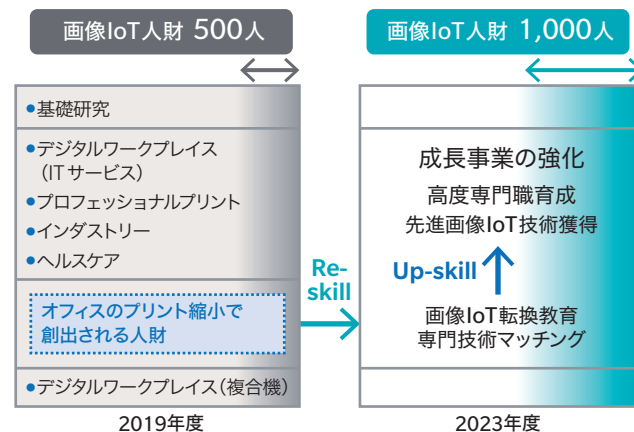 画像IoT人財 500人
●基礎研究
●デジタルワークプレイス
（ITサービス）
●プロフェッショナルプリント
●インダストリー
●ヘルスケア
オフィスのプリント縮小で
創出される人財
●デジタルワークプレイス（複合機）
2019年度
Re-
skill
画像IoT人財 1,000人
成長事業の強化
高度専門職育成
先進画像IoT技術獲得
Up-skill
画像IoT転換教育
専門技術マッチング
2023年度